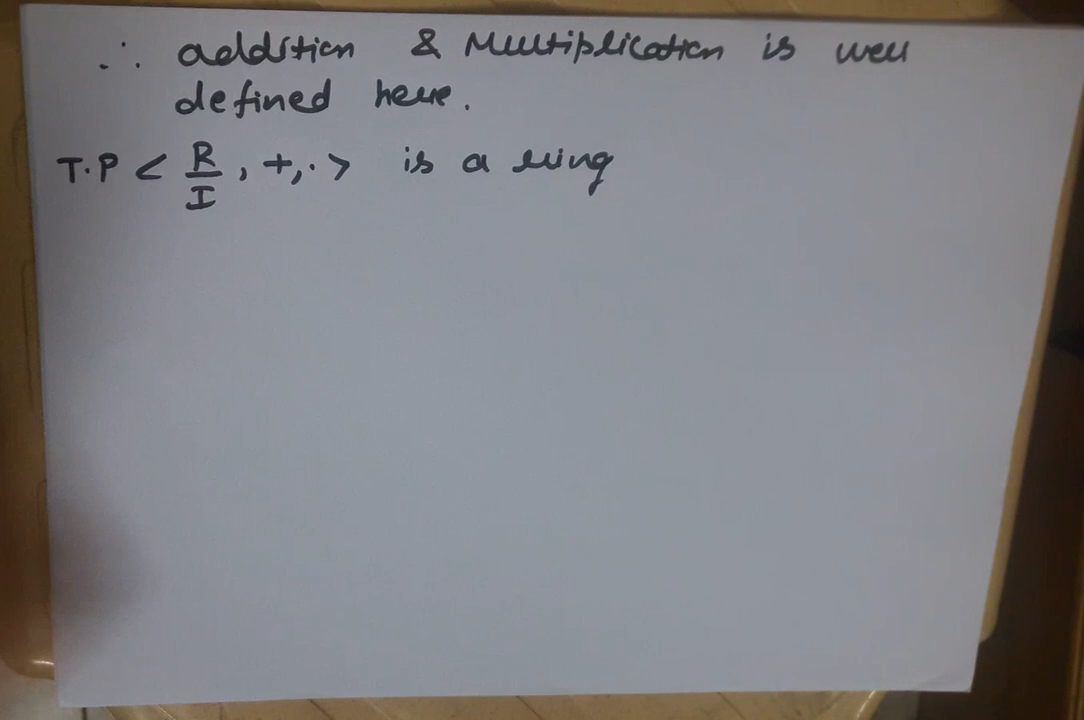 ∴ addition & Multiplication is well
defined here.
T.P < R/I, +, · > is a ring